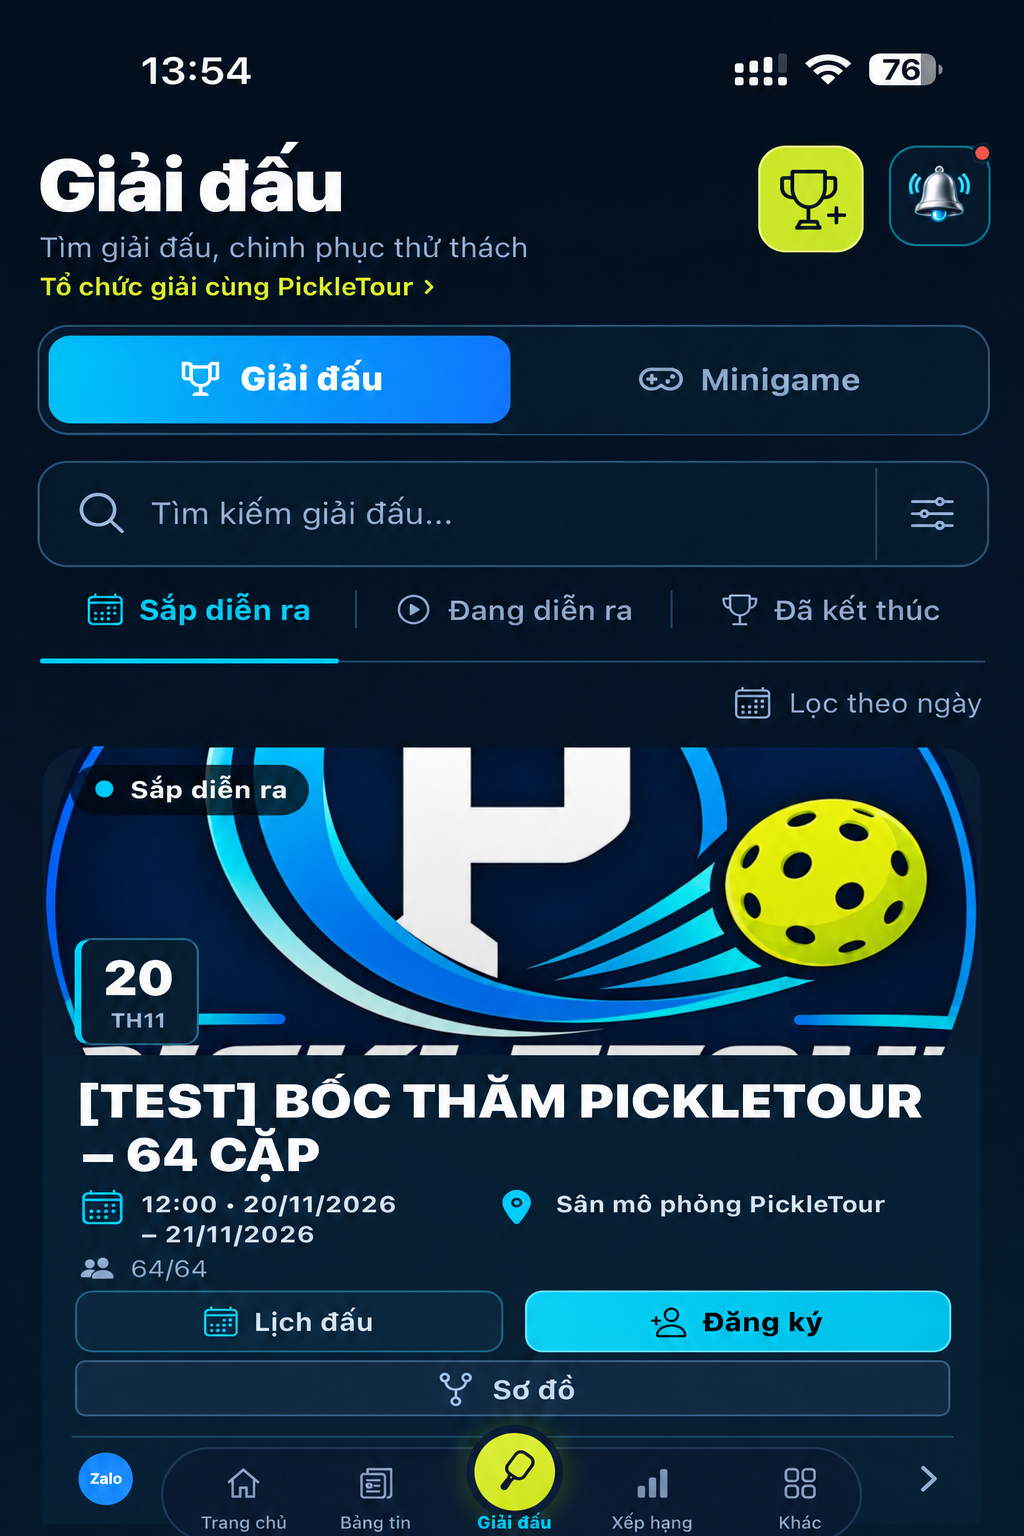 13:54
76
Giải đấu
Tìm giải đấu, chinh phục thử thách
Tổ chức giải cùng PickleTour >
Giải đấu
Minigame
Tìm kiếm giải đấu...
Sắp diễn ra
Đang diễn ra
Đã kết thúc
Lọc theo ngày
Sắp diễn ra
P
20
TH11
[TEST] BỐC THĂM PICKLETOUR
– 64 CẶP
12:00 • 20/11/2026
– 21/11/2026
Sân mô phỏng PickleTour
64/64
Lịch đấu
Đăng ký
Sơ đồ
Zalo
Trang chủ
Bảng tin
Giải đấu
Xếp hạng
Khác